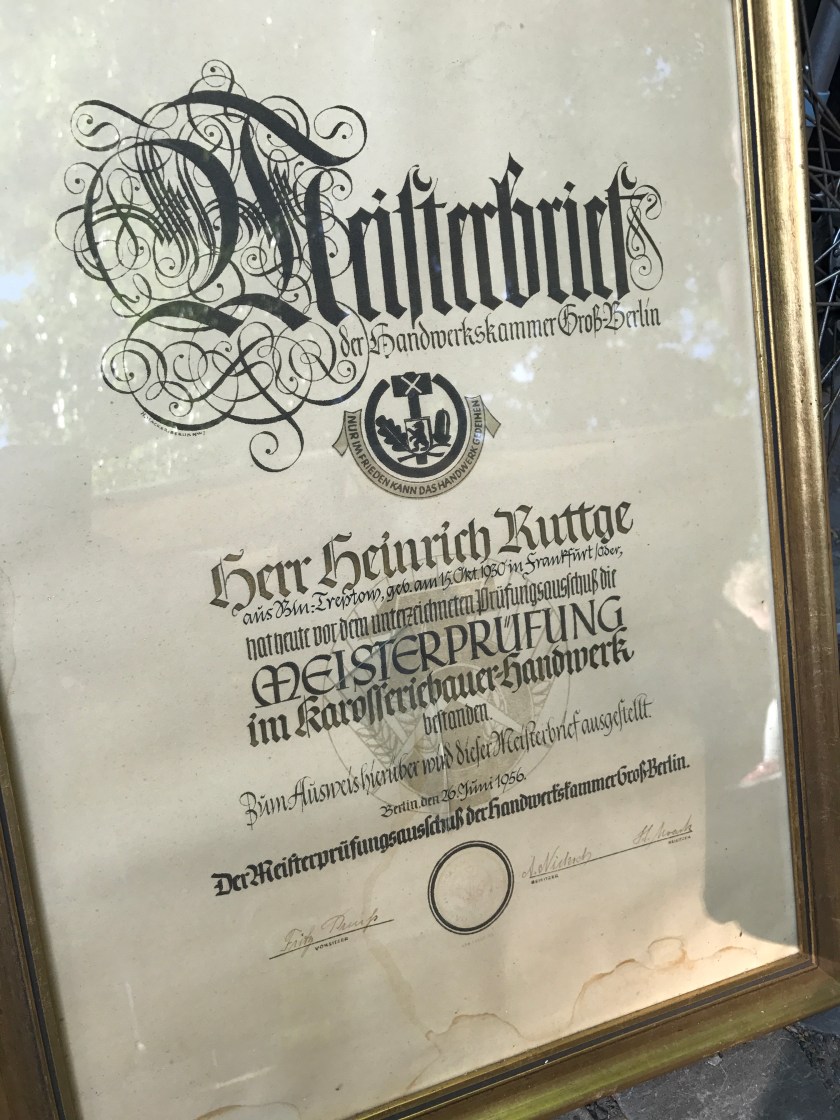 Meisterbrief
der Handwerkskammer Groß-Berlin
NUR IM FRIEDEN KANN DAS HANDWERK GEDEIHEN
Herr Heinrich Ruttge
aus Bln-Treptow, geb. am 15. Okt. 1930 in Frankfurt/Oder,
hat heute vor dem unterzeichneten Prüfungsausschuß die
MEISTERPRÜFUNG
im Karosseriebauer-Handwerk
bestanden.
Zum Ausweis hierüber wird dieser Meisterbrief ausgestellt.
Berlin, den 26. Juni 1956.
Der Meisterprüfungsausschuß der Handwerkskammer Groß-Berlin.
BEISITZER
BEISITZER
Fritz
VORSITZER